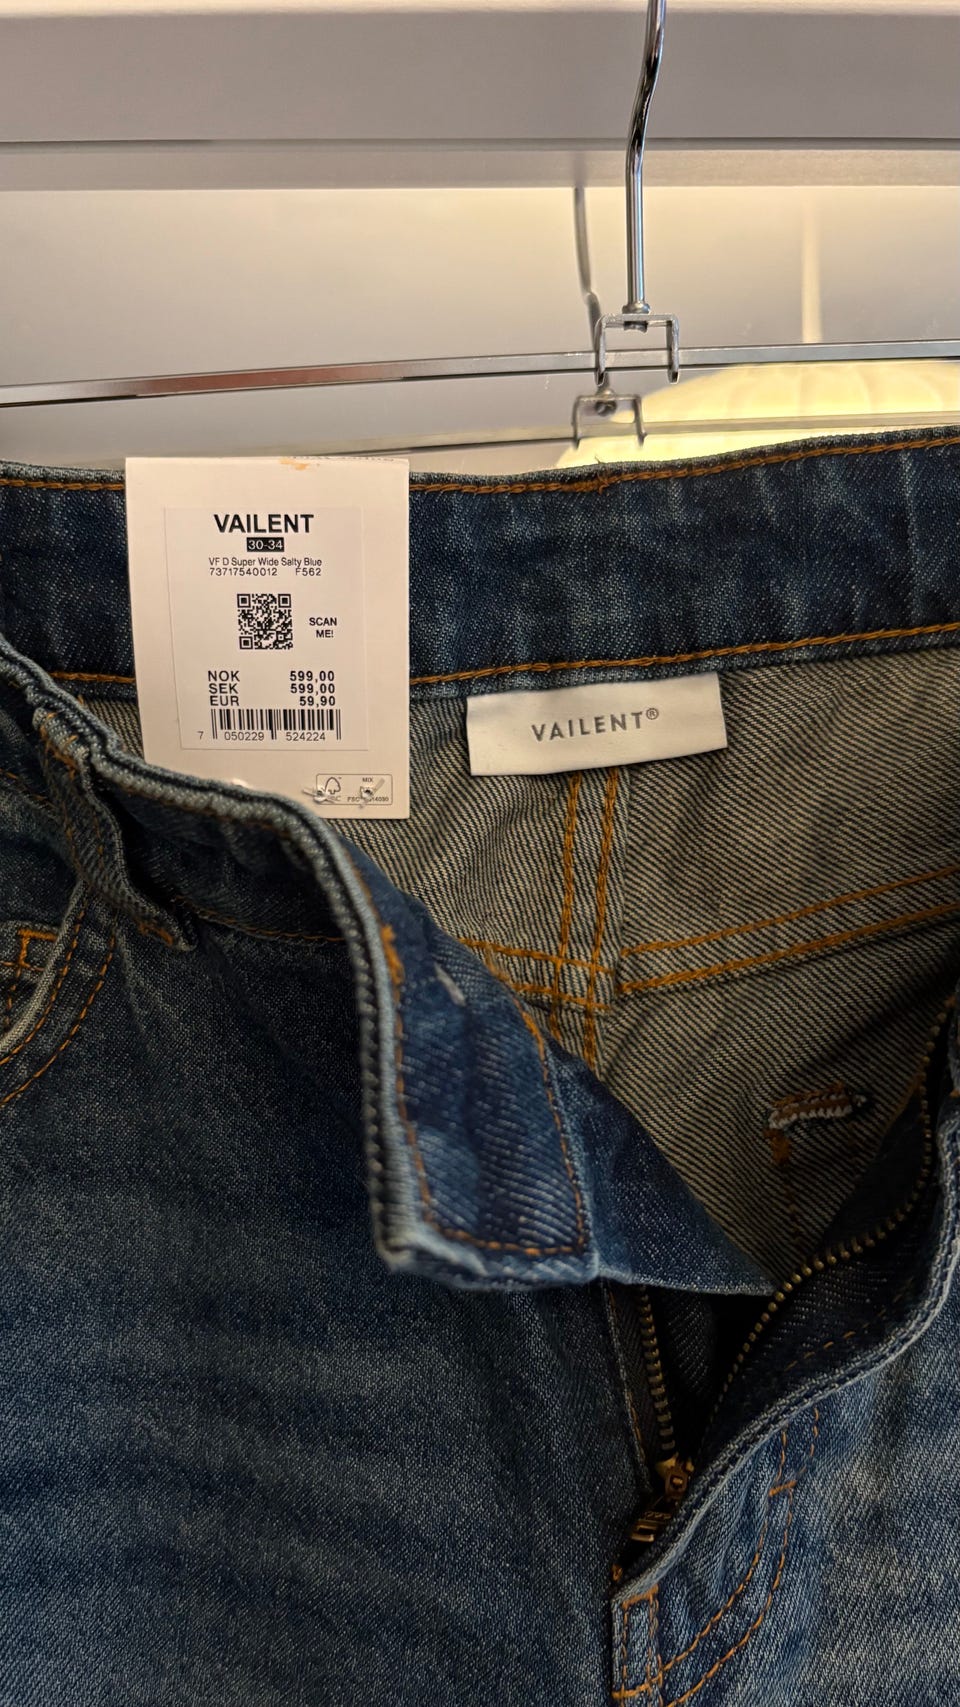 VAILENT
30-34
VF D Super Wide Salty Blue
73717540012 F562
SCAN
ME!
NOK 599,00
SEK 599,00
EUR 59,90
7 050229 524224
MIX
VAILENT®